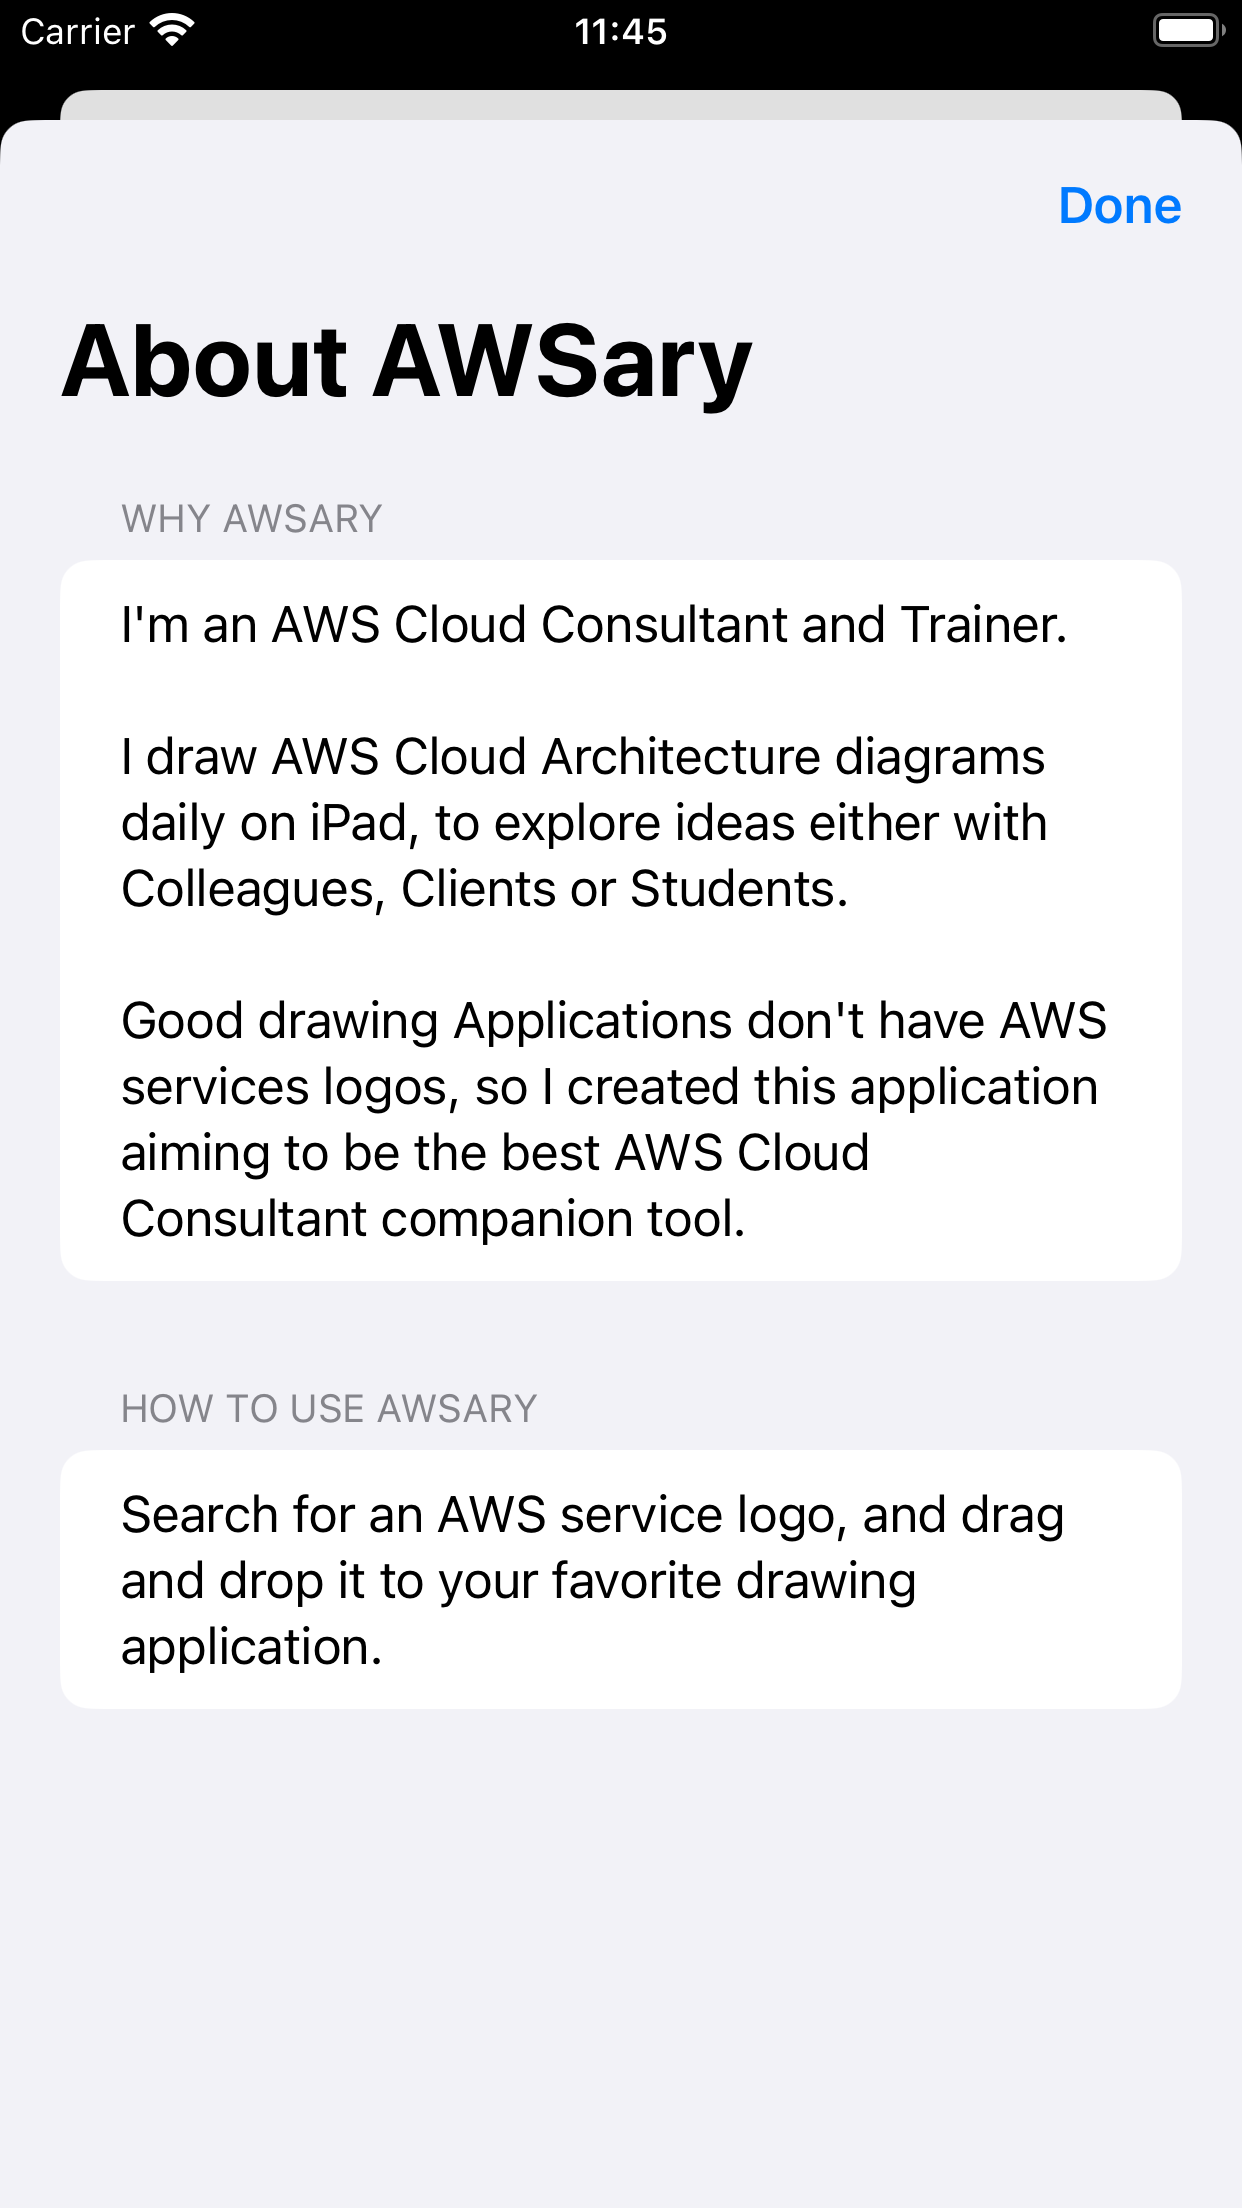 Carrier
11:45
Done
About AWSary
WHY AWSARY
I'm an AWS Cloud Consultant and Trainer.
I draw AWS Cloud Architecture diagrams
daily on iPad, to explore ideas either with
Colleagues, Clients or Students.
Good drawing Applications don't have AWS
services logos, so I created this application
aiming to be the best AWS Cloud
Consultant companion tool.
HOW TO USE AWSARY
Search for an AWS service logo, and drag
and drop it to your favorite drawing
application.